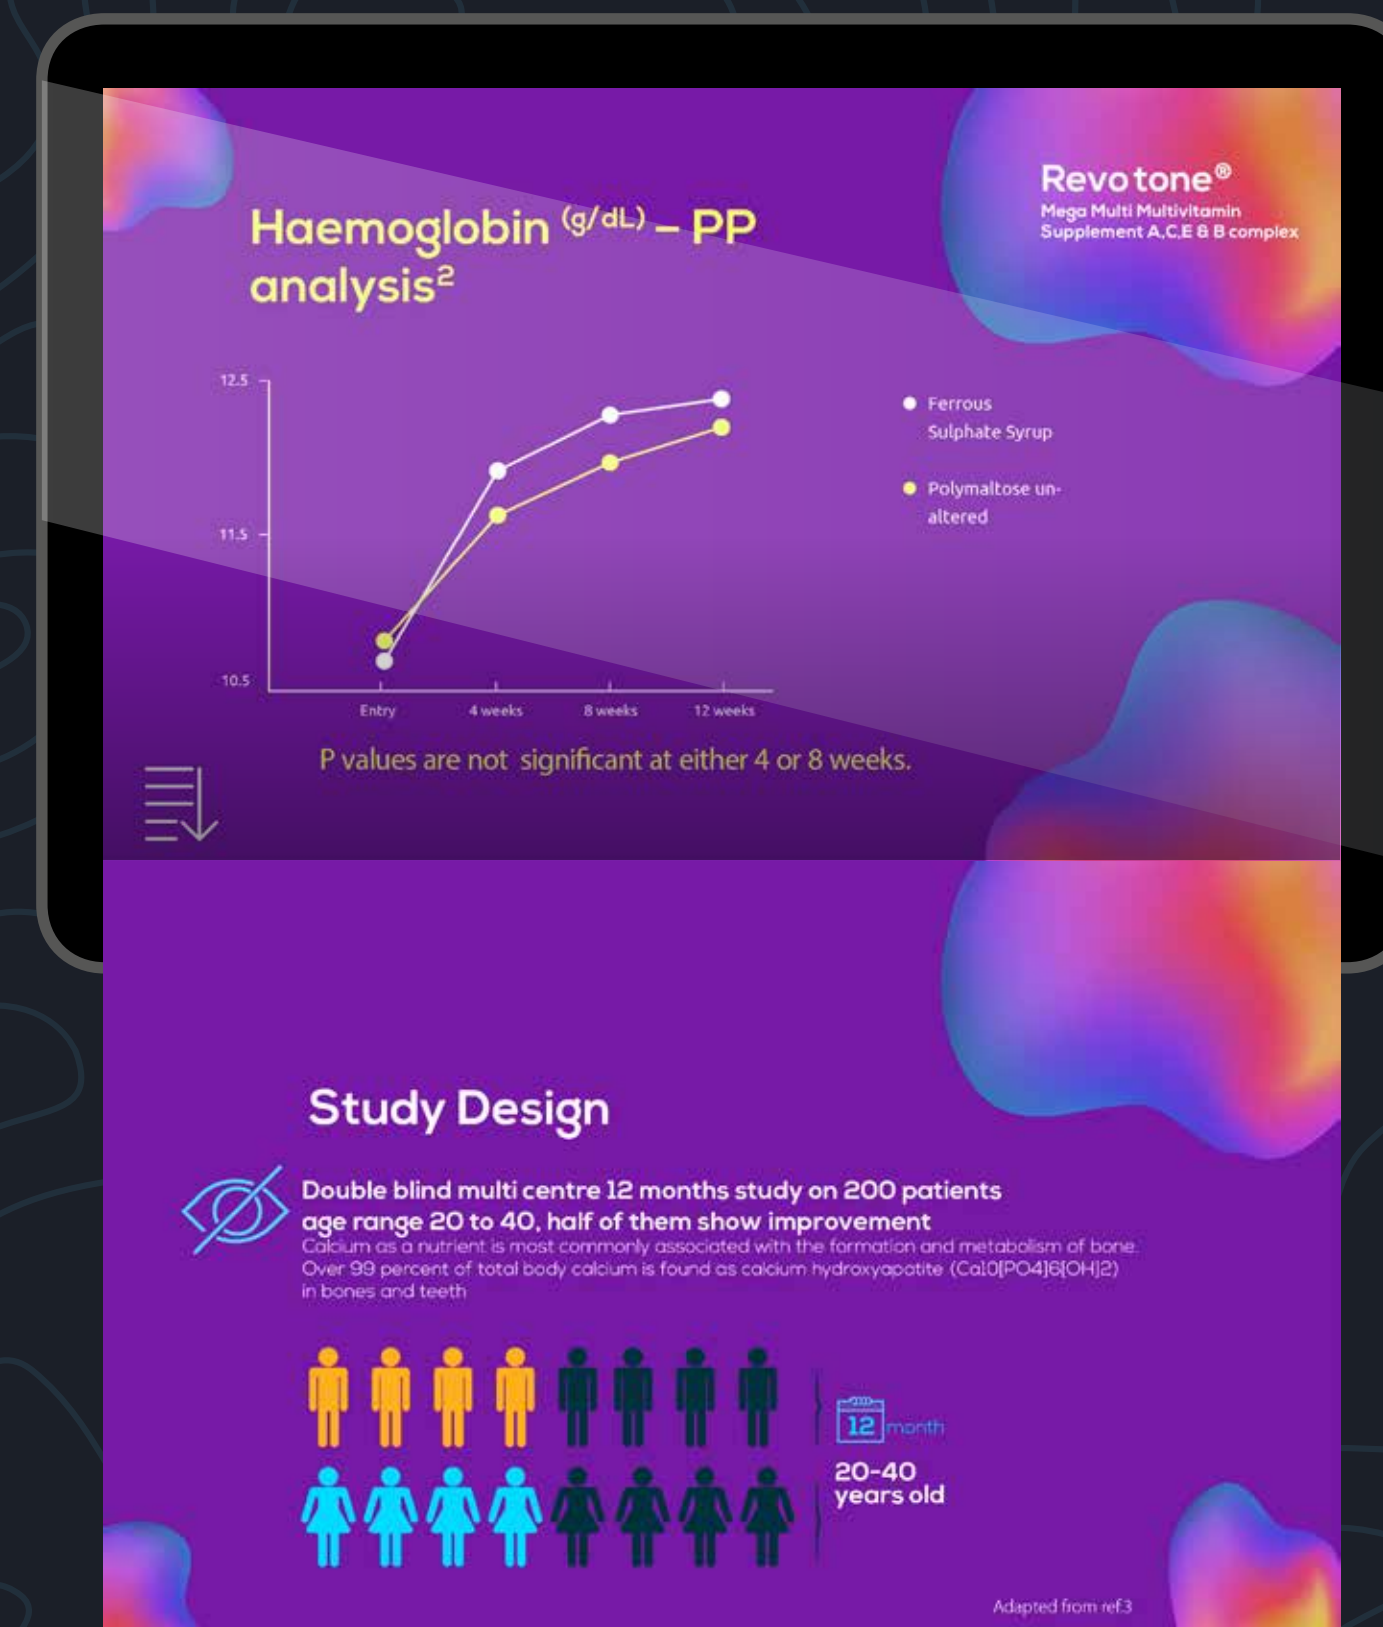 Revotone®
Mega Multi Multivitamin
Supplement A,C,E & B complex
Haemoglobin (g/dL) – PP
analysis²
12.5
11.5
10.5
Entry
4 weeks
8 weeks
12 weeks
Ferrous
Sulphate Syrup
Polymaltose un-
altered
P values are not significant at either 4 or 8 weeks.
Study Design
Double blind multi centre 12 months study on 200 patients
age range 20 to 40, half of them show improvement
Calcium as a nutrient is most commonly associated with the formation and metabolism of bone.
Over 99 percent of total body calcium is found as calcium hydroxyapatite (Ca10[PO4]6[OH]2)
in bones and teeth
12 month
20-40
years old
Adapted from ref.3